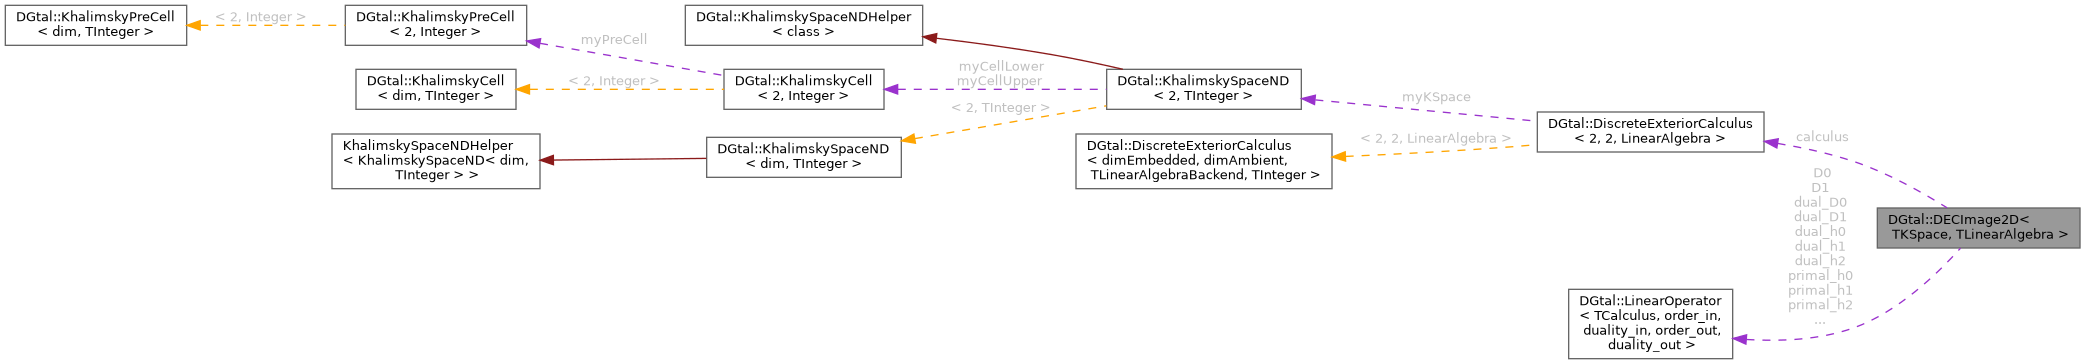 DGtal::KhalimskyPreCell
< dim, TInteger >
< 2, Integer >
DGtal::KhalimskyPreCell
< 2, Integer >
myPreCell
DGtal::KhalimskySpaceNDHelper
< class >
DGtal::KhalimskyCell
< dim, TInteger >
< 2, Integer >
DGtal::KhalimskyCell
< 2, Integer >
myCellLower
myCellUpper
< 2, TInteger >
DGtal::KhalimskySpaceND
< 2, TInteger >
myKSpace
KhalimskySpaceNDHelper
< KhalimskySpaceND< dim,
TInteger > >
DGtal::KhalimskySpaceND
< dim, TInteger >
DGtal::DiscreteExteriorCalculus
< dimEmbedded, dimAmbient,
TLinearAlgebraBackend, TInteger >
< 2, 2, LinearAlgebra >
DGtal::DiscreteExteriorCalculus
< 2, 2, LinearAlgebra >
calculus
D0
D1
dual_D0
dual_D1
dual_h0
dual_h1
dual_h2
primal_h0
primal_h1
primal_h2
...
DGtal::DECImage2D<
TKSpace, TLinearAlgebra >
DGtal::LinearOperator
< TCalculus, order_in,
duality_in, order_out,
duality_out >